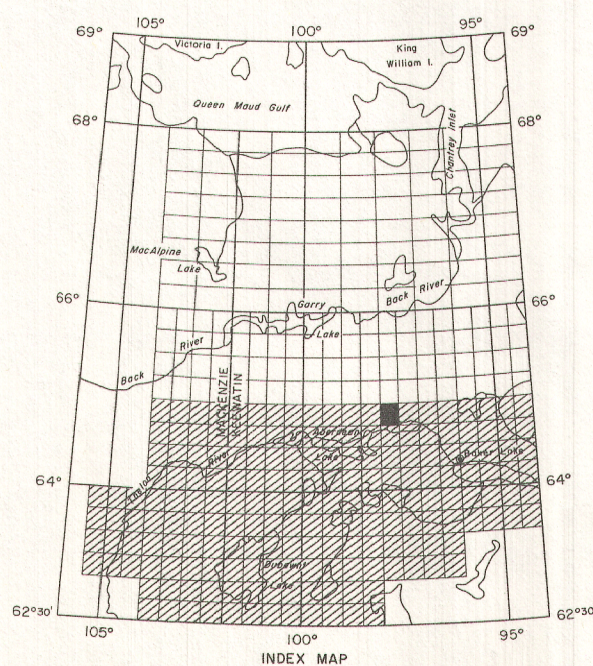 105° 100° 95°
69° 69°
Victoria I. King
William I.
Queen Maud Gulf
68° 68°
Chantrey Inlet
MacAlpine
Lake
66° Garry Back River 66°
Lake
River
Back
MACKENZIE
KEEWATIN
Aberdeen
River Lake Baker Lake
64° Thelon 64°
Dubawnt
Lake
62°30' 62°30'
105° 100° 95°
INDEX MAP